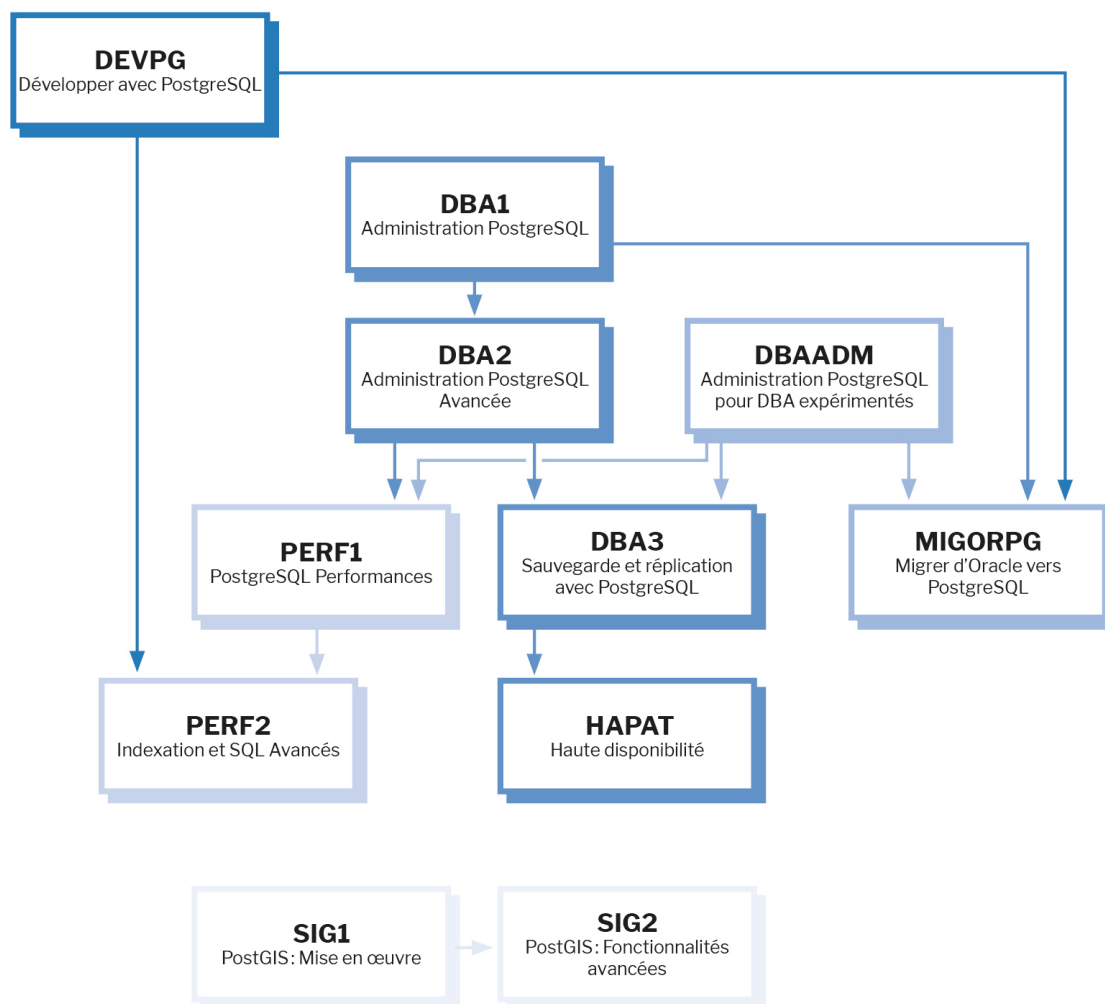 DEVPG
Développer avec PostgreSQL
DBA1
Administration PostgreSQL
DBA2
Administration PostgreSQL
Avancée
DBAADM
Administration PostgreSQL
pour DBA expérimentés
PERF1
PostgreSQL Performances
DBA3
Sauvegarde et réplication
avec PostgreSQL
MIGORPG
Migrer d'Oracle vers
PostgreSQL
PERF2
Indexation et SQL Avancés
HAPAT
Haute disponibilité
SIG1
PostGIS : Mise en œuvre
SIG2
PostGIS : Fonctionnalités
avancées